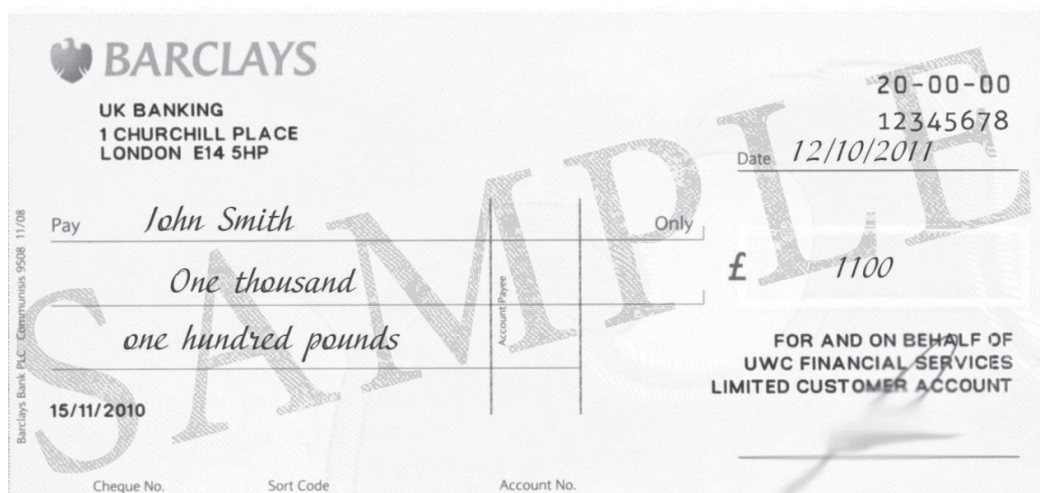 BARCLAYS
UK BANKING
1 CHURCHILL PLACE
LONDON E14 5HP
20-00-00
12345678
Date 12/10/2011
Pay John Smith Only
One thousand
£ 1100
one hundred pounds
Account Payee
FOR AND ON BEHALF OF
UWC FINANCIAL SERVICES
LIMITED CUSTOMER ACCOUNT
15/11/2010
Barclays Bank PLC Communisis 9508 11/08
Cheque No. Sort Code Account No.
SAMPLE